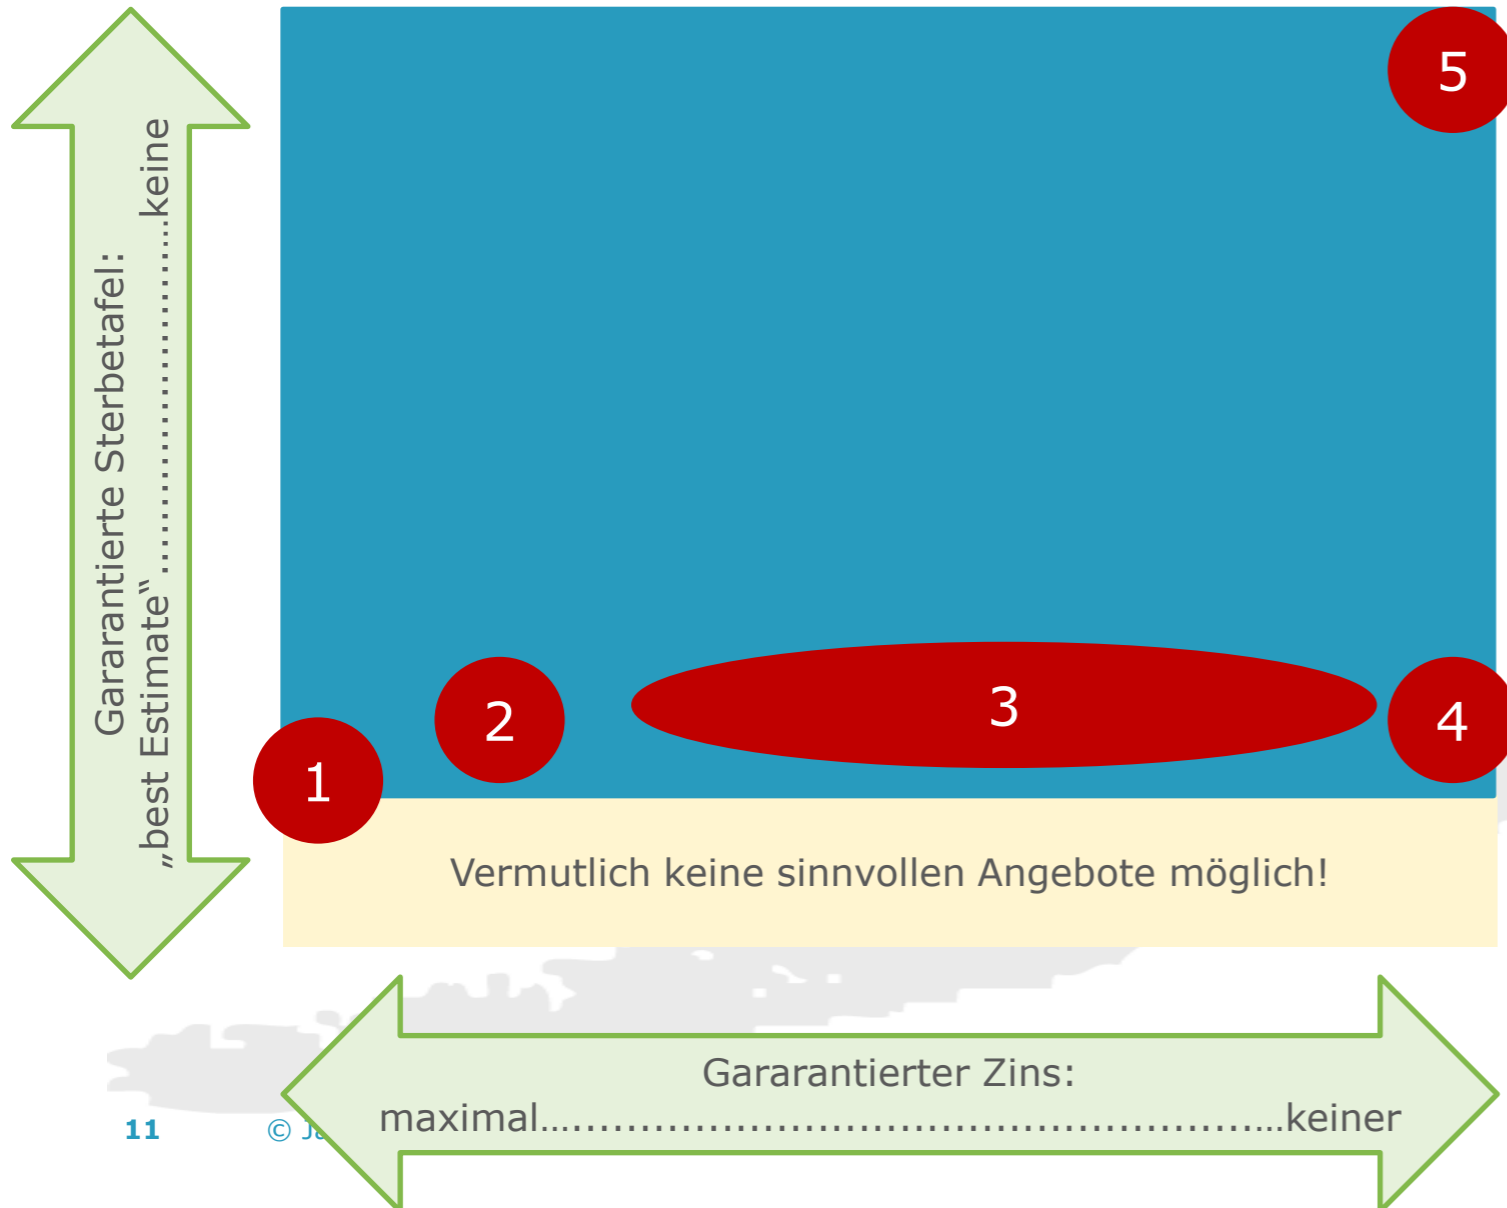 Gararantierte Sterbetafel:
„best Estimate“ ……………………………keine
5
2
3
4
1
Vermutlich keine sinnvollen Angebote möglich!
Gararantierter Zins:
maximal…..................................................…keiner
11 ©